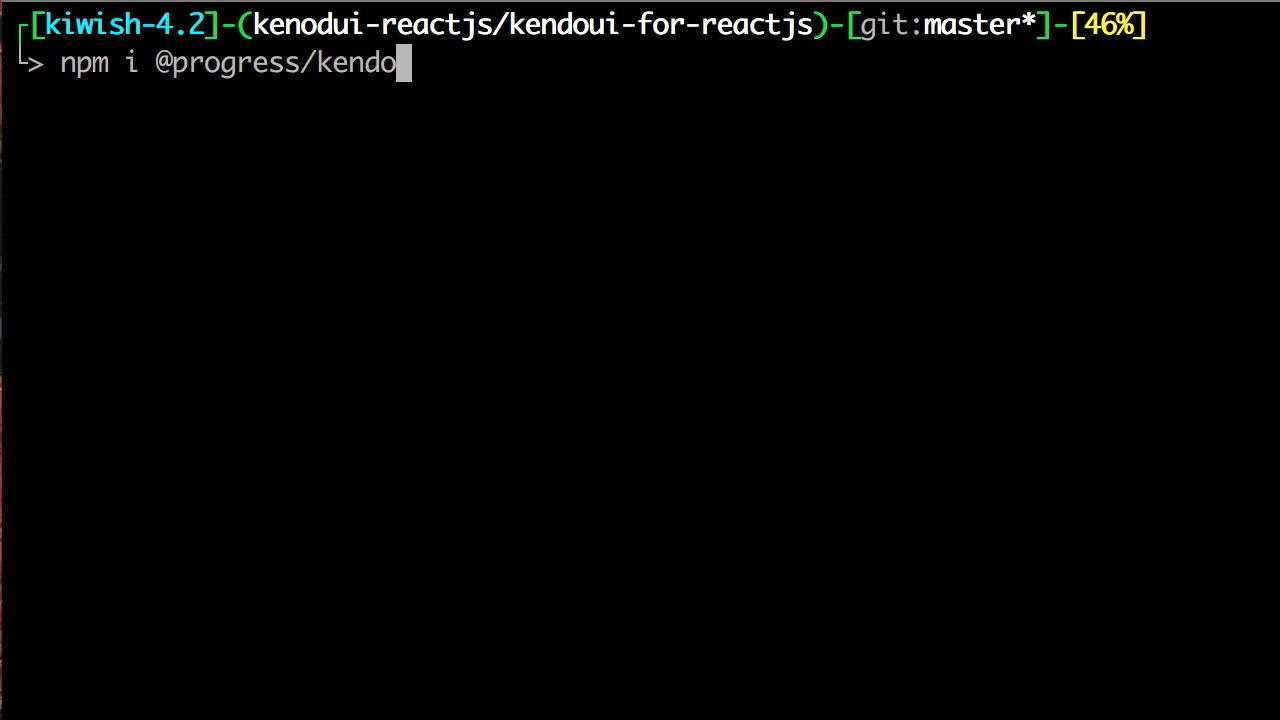 [kiwish-4.2]-(kenodui-reactjs/kendoui-for-reactjs)-[git:master*]-[46%]
> npm i @progress/kendo